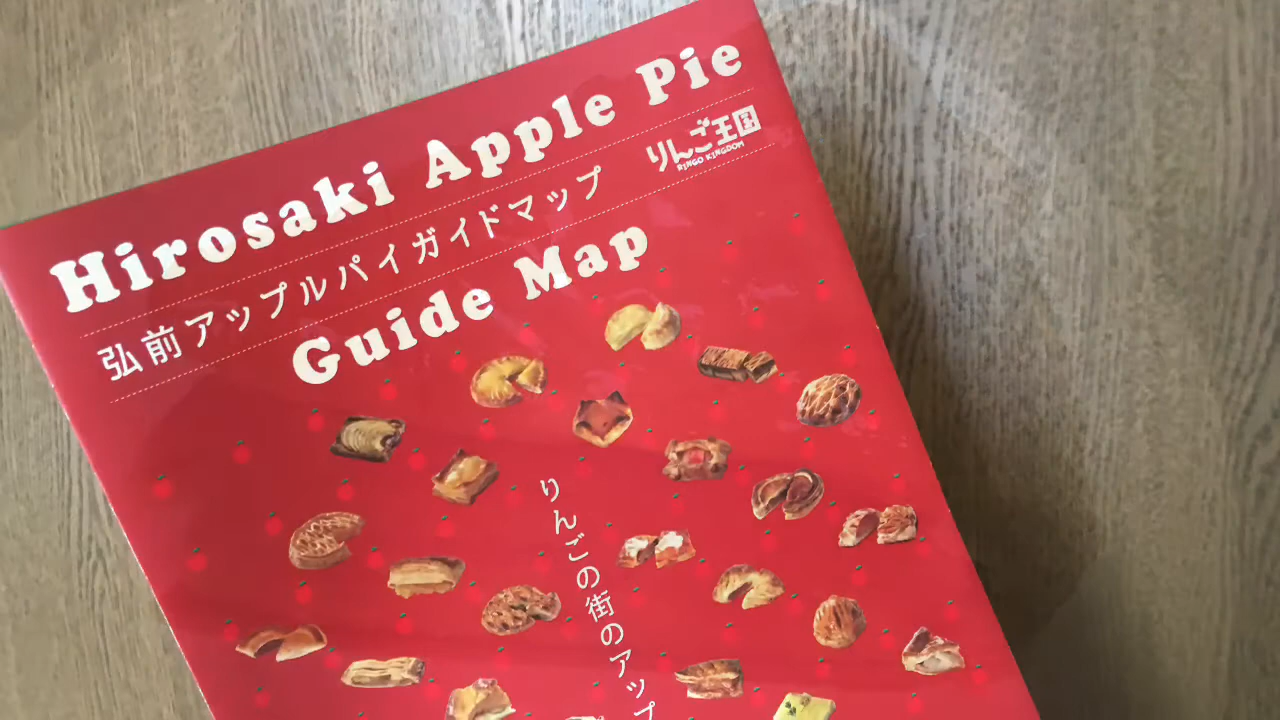 Hirosaki Apple Pie
弘前アップルパイガイドマップ
りんご王国
RINGO KINGDOM
Guide Map
りんごの街のアップ